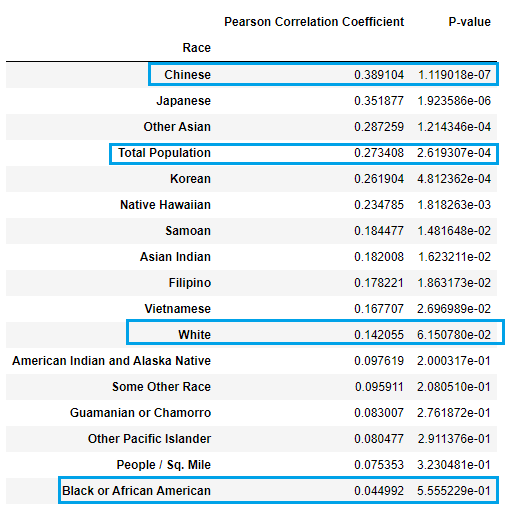 Pearson Correlation Coefficient P-value
Race
Chinese 0.389104 1.119018e-07
Japanese 0.351877 1.923586e-06
Other Asian 0.287259 1.214346e-04
Total Population 0.273408 2.619307e-04
Korean 0.261904 4.812362e-04
Native Hawaiian 0.234785 1.818263e-03
Samoan 0.184477 1.481648e-02
Asian Indian 0.182008 1.623211e-02
Filipino 0.178221 1.863173e-02
Vietnamese 0.167707 2.696989e-02
White 0.142055 6.150780e-02
American Indian and Alaska Native 0.097619 2.000317e-01
Some Other Race 0.095911 2.080510e-01
Guamanian or Chamorro 0.083007 2.761872e-01
Other Pacific Islander 0.080477 2.911376e-01
People / Sq. Mile 0.075353 3.230481e-01
Black or African American 0.044992 5.555229e-01